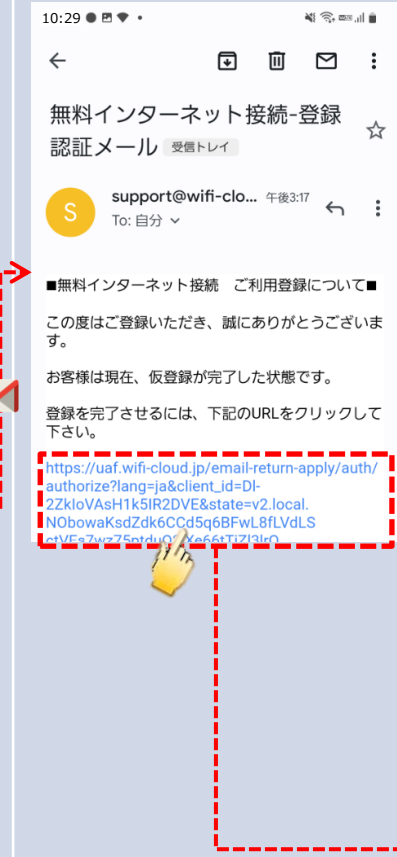 10:29
無料インターネット接続-登録
認証メール 受信トレイ
S
support@wifi-clo... 午後3:17
To: 自分
■無料インターネット接続　ご利用登録について■
この度はご登録いただき、誠にありがとうございま
す。
お客様は現在、仮登録が完了した状態です。
登録を完了させるには、下記のURLをクリックして
下さい。
https://uaf.wifi-cloud.jp/email-return-apply/auth/
authorize?lang=ja&client_id=DI-
2ZkloVAsH1k5IR2DVE&state=v2.local.
NObowaKsdZdk6CCd5q6BFwL8fLVdLS